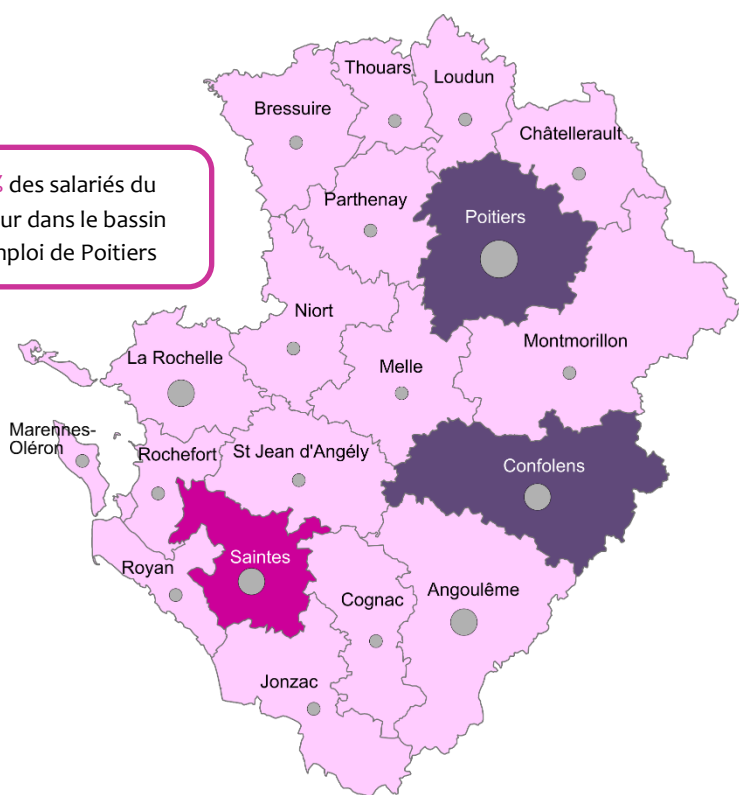 Thouars
Loudun
Bressuire
Châtellerault
% des salariés du
ur dans le bassin
mploi de Poitiers
Parthenay
Poitiers
Niort
Montmorillon
La Rochelle
Melle
Marennes-
Oléron
Rochefort
St Jean d'Angély
Confolens
Saintes
Royan
Cognac
Angoulême
Jonzac